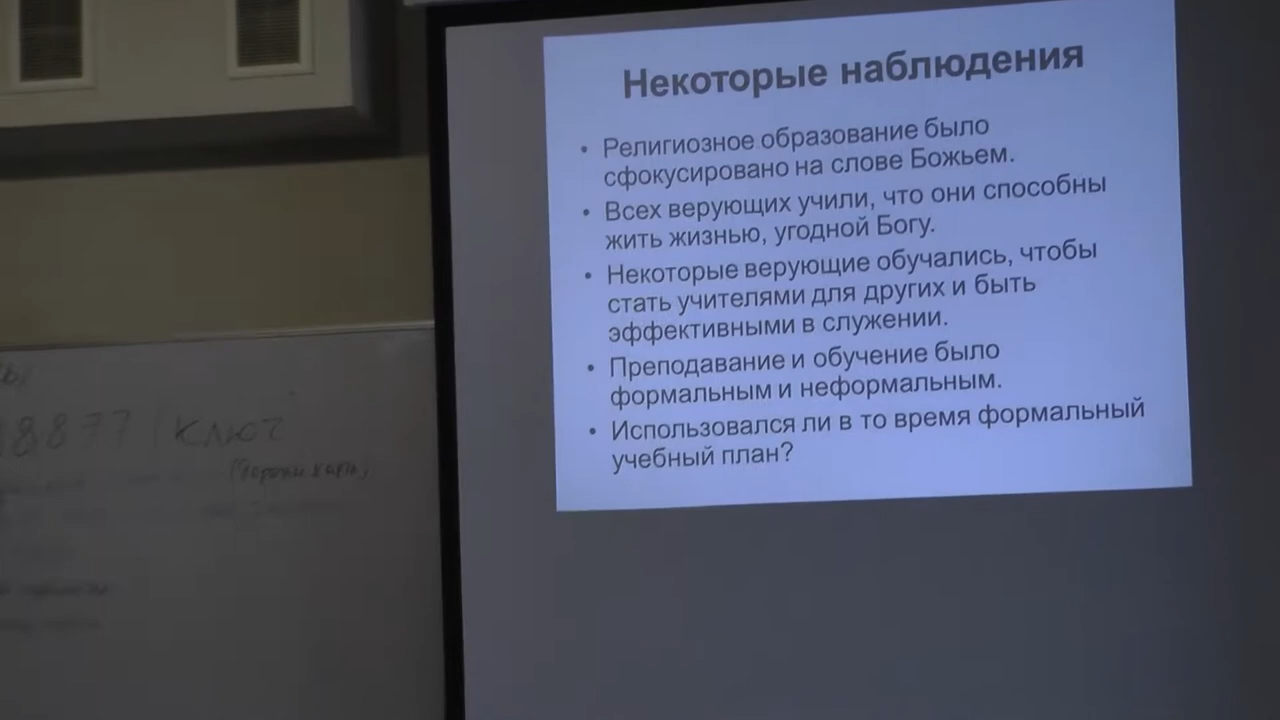 Некоторые наблюдения
• Религиозное образование было
сфокусировано на слове Божьем.
• Всех верующих учили, что они способны
жить жизнью, угодной Богу.
• Некоторые верующие обучались, чтобы
стать учителями для других и быть
эффективными в служении.
• Преподавание и обучение было
формальным и неформальным.
• Использовался ли в то время формальный
учебный план?
8877 / ключ